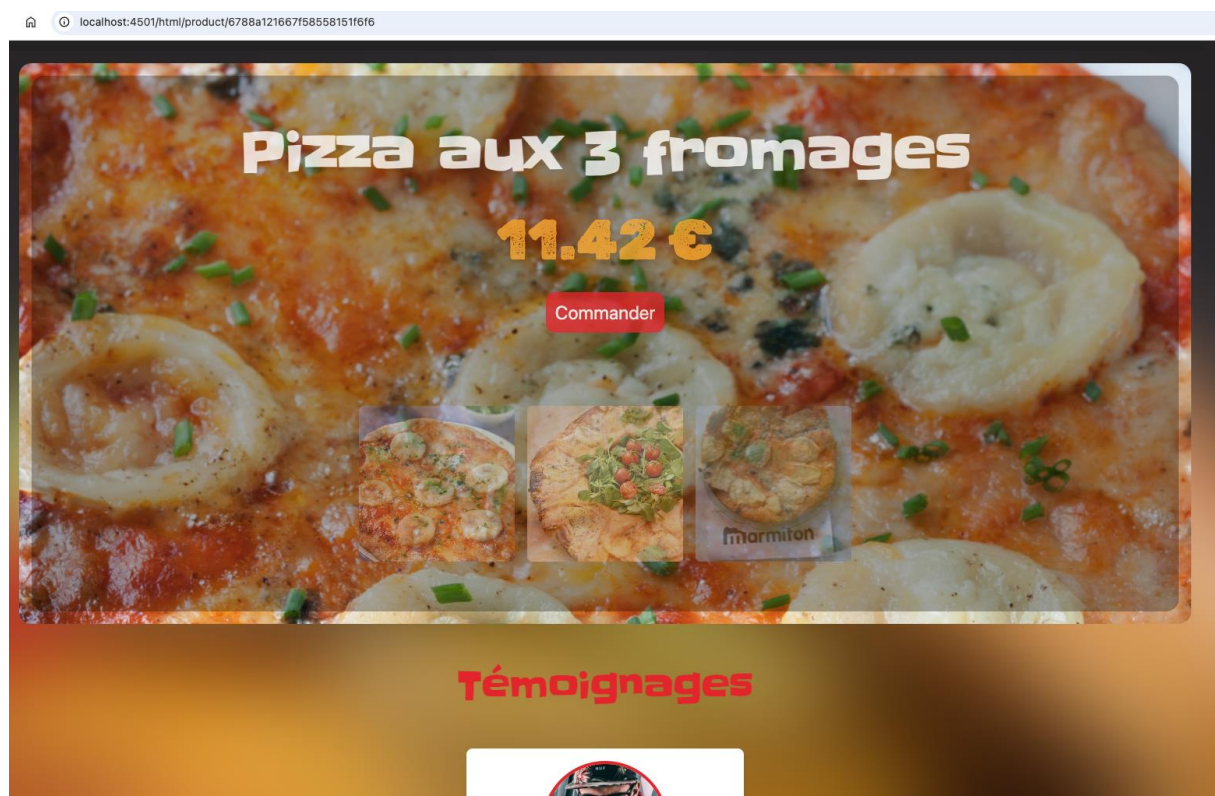 localhost:4501/html/product/6788a121667f58558151f6f6
Pizza aux 3 fromages
11.42 €
Commander
marmiton
Témoignages